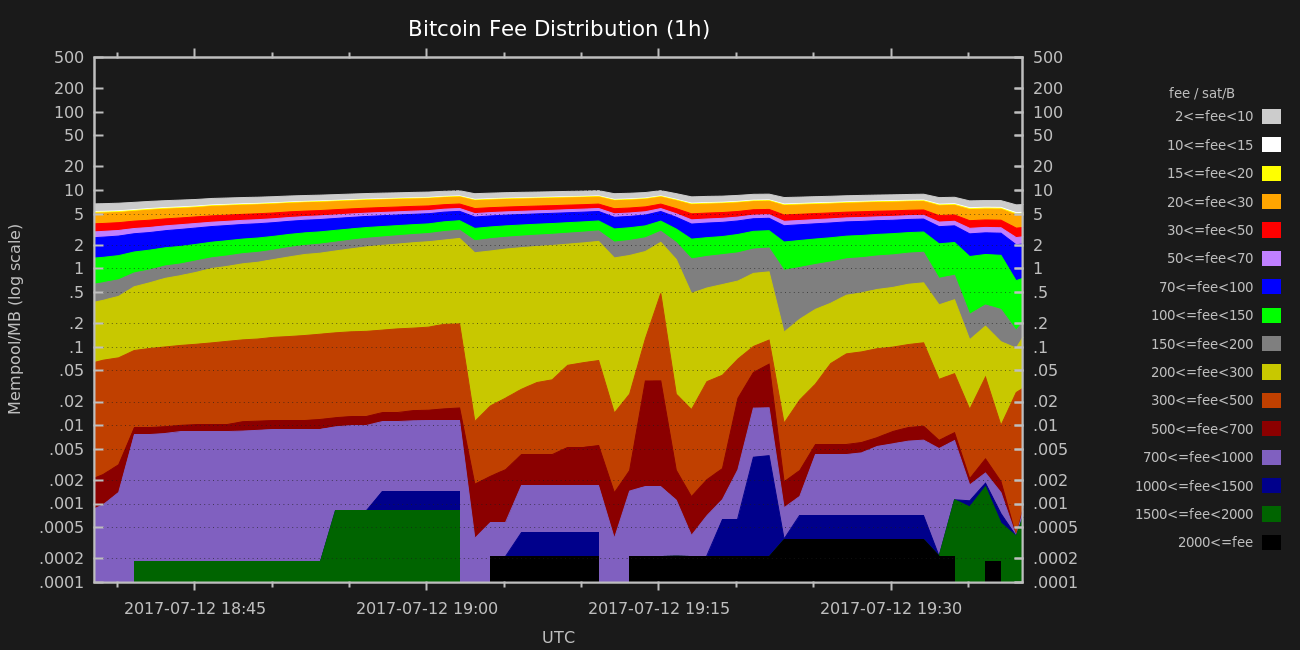 Bitcoin Fee Distribution (1h)
500 500
200 200
100 100
50 50
20 20
10 10
5 5
2 2
1 1
.5 .5
.2 .2
.1 .1
.05 .05
.02 .02
.01 .01
.005 .005
.002 .002
.001 .001
.0005 .0005
.0002 .0002
.0001 .0001
Mempool/MB (log scale)
2017-07-12 18:45 2017-07-12 19:00 2017-07-12 19:15 2017-07-12 19:30
UTC
fee / sat/B
2<=fee<10
10<=fee<15
15<=fee<20
20<=fee<30
30<=fee<50
50<=fee<70
70<=fee<100
100<=fee<150
150<=fee<200
200<=fee<300
300<=fee<500
500<=fee<700
700<=fee<1000
1000<=fee<1500
1500<=fee<2000
2000<=fee